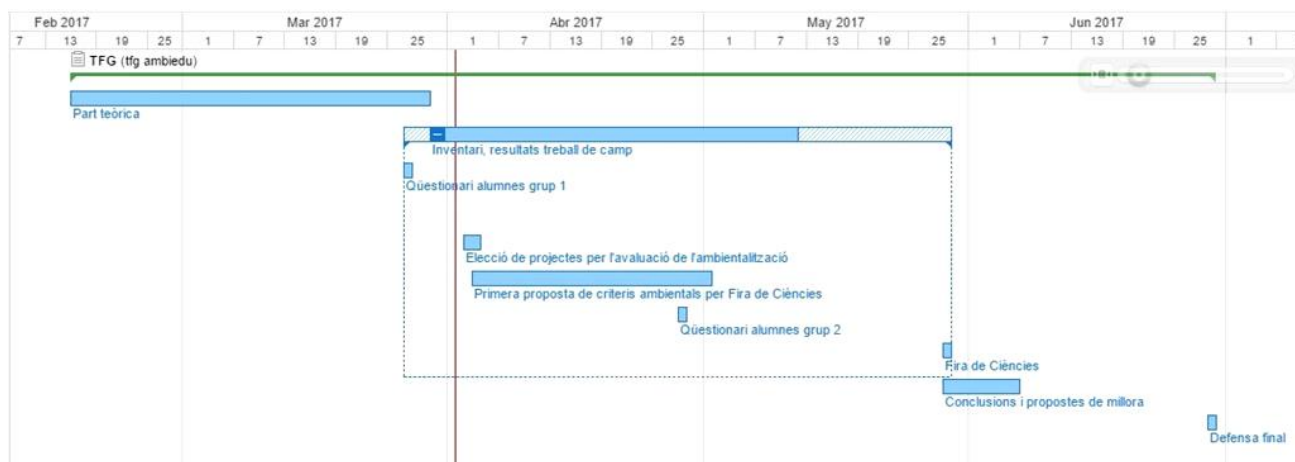 Feb 2017 Mar 2017 Abr 2017 May 2017 Jun 2017
7 13 19 25 1 7 13 19 25 1 7 13 19 25 1 7 13 19 25 1 7 13 19 25 1
TFG (tfg ambiedu)
Part teòrica
Inventari, resultats treball de camp
Qüestionari alumnes grup 1
Elecció de projectes per l'avaluació de l'ambientalització
Primera proposta de criteris ambientals per Fira de Ciències
Qüestionari alumnes grup 2
Fira de Ciències
Conclusions i propostes de millora
Defensa final